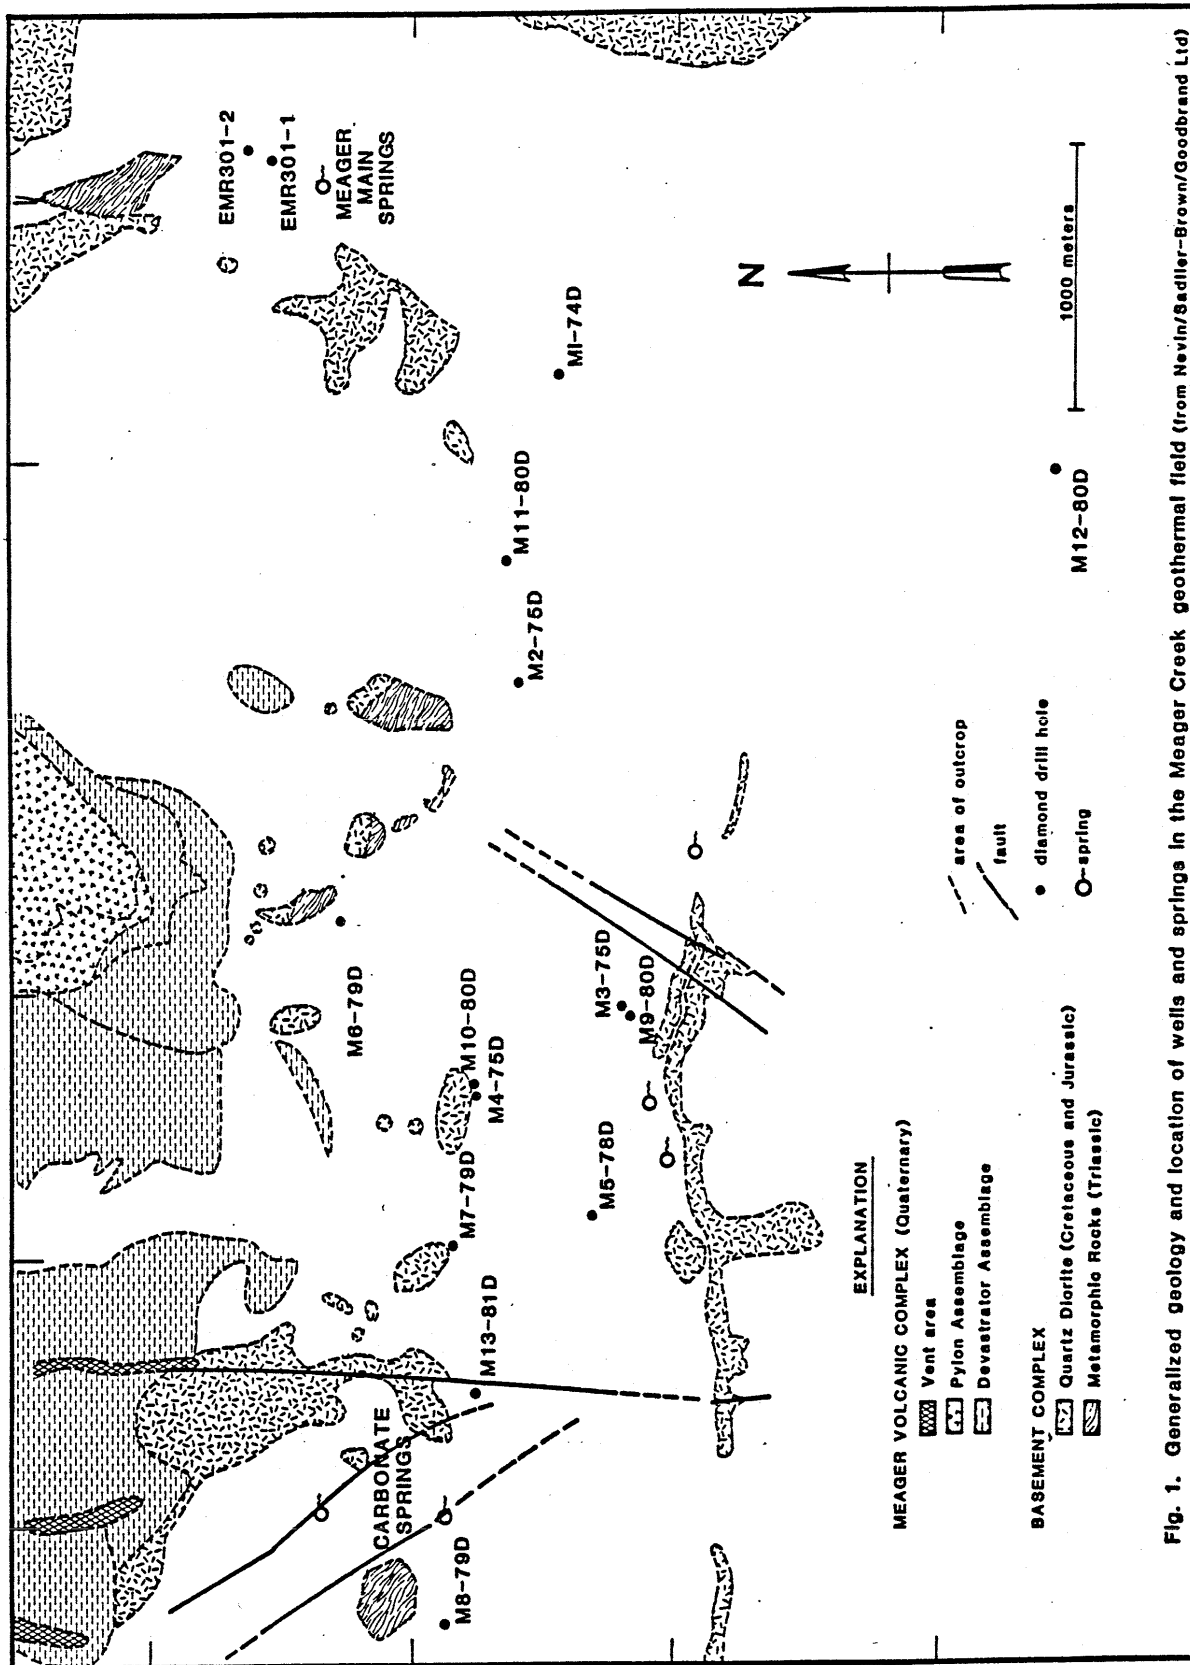 EMR301-2
EMR301-1
MEAGER
MAIN
SPRINGS
MI-74D
M11-80D
M2-75D
M12-80D
M6-79D
M10-80D
M4-75D
M3-75D
M9-80D
M7-79D
M5-78D
M13-81D
CARBONATE
SPRINGS
M8-79D
N
1000 meters
EXPLANATION
MEAGER VOLCANIC COMPLEX (Quaternary)
Vent area
Pylon Assemblage
Devastrator Assemblage
BASEMENT COMPLEX
Quartz Diorite (Cretaceous and Jurassic)
Metamorphic Rocks (Triassic)
area of outcrop
fault
diamond drill hole
spring
Fig. 1. Generalized geology and location of wells and springs in the Meager Creek geothermal field (from Nevin/Sadlier-Brown/Goodbrand Ltd)